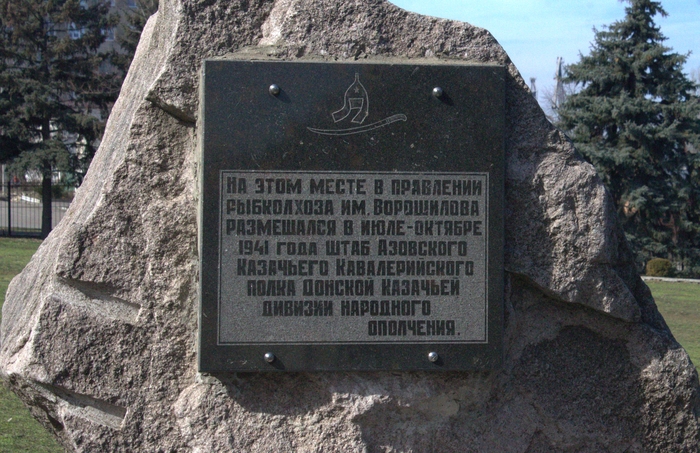 На этом месте в правлении
рыбколхоза им. Ворошилова
размещался в июле-октябре
1941 года штаб Азовского
Казачьего Кавалерийского
полка Донской Казачьей
дивизии народного
ополчения.